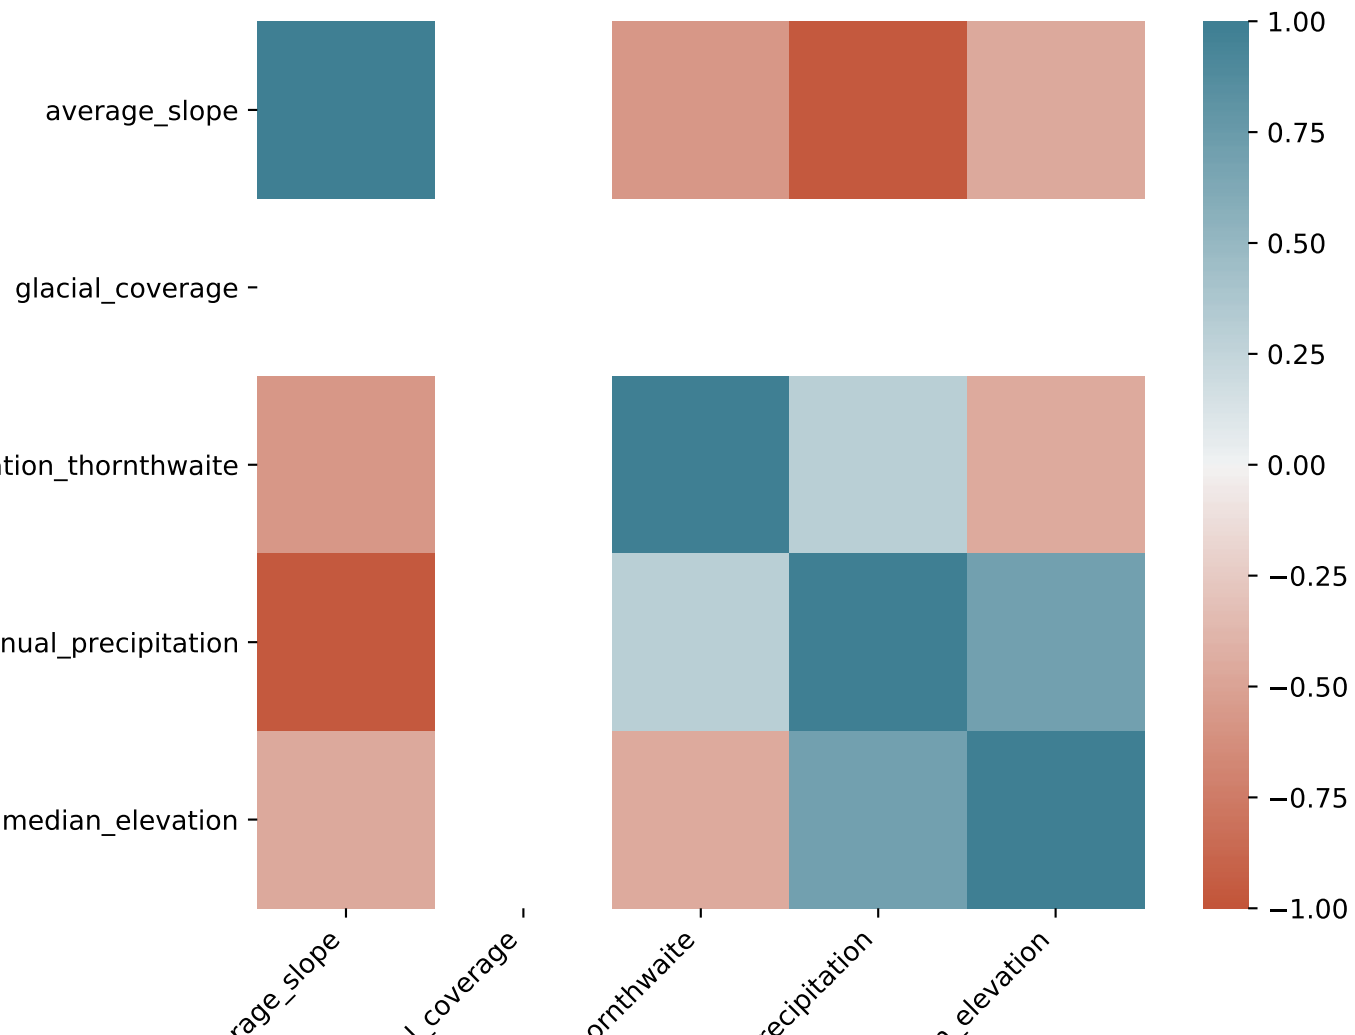 average_slope
glacial_coverage
tion_thornthwaite
nual_precipitation
median_elevation
rage_slope
l_coverage
ornthwaite
recipitation
n_elevation
1.00
0.75
0.50
0.25
0.00
−0.25
−0.50
−0.75
−1.00